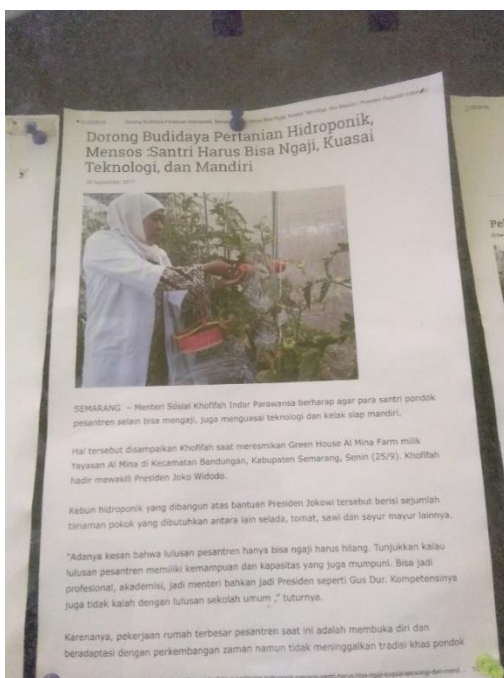 Dorong Budidaya Pertanian Hidroponik,
Mensos :Santri Harus Bisa Ngaji, Kuasai
Teknologi, dan Mandiri
SEMARANG – Menteri Sosial Khofifah Indar Parawansa berharap agar para santri pondok
pesantren selain bisa mengaji, juga menguasai teknologi dan kelak siap mandiri.
Hal tersebut disampaikan Khofifah saat meresmikan Green House Al Mina Farm milik
Yayasan Al Mina di Kecamatan Bandungan, Kabupaten Semarang, Senin (25/9). Khofifah
hadir mewakili Presiden Joko Widodo.
Kebun hidroponik yang dibangun atas bantuan Presiden Jokowi tersebut berisi sejumlah
tanaman pokok yang dibutuhkan antara lain selada, tomat, sawi dan sayur mayur lainnya.
"Adanya kesan bahwa lulusan pesantren hanya bisa ngaji harus hilang. Tunjukkan kalau
lulusan pesantren memiliki kemampuan dan kapasitas yang juga mumpuni. Bisa jadi
profesional, akademisi, jadi menteri bahkan jadi Presiden seperti Gus Dur. Kompetensinya
juga tidak kalah dengan lulusan sekolah umum ," tuturnya.
Karenanya, pekerjaan rumah terbesar pesantren saat ini adalah membuka diri dan
beradaptasi dengan perkembangan zaman namun tidak meninggalkan tradisi khas pondok